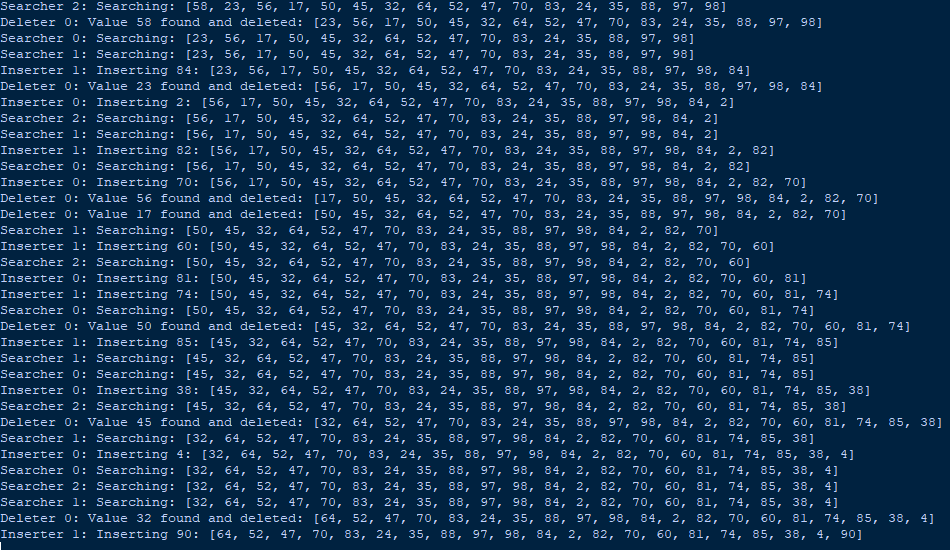 Searcher 2: Searching: [58, 23, 56, 17, 50, 45, 32, 64, 52, 47, 70, 83, 24, 35, 88, 97, 98]
Deleter 0: Value 58 found and deleted: [23, 56, 17, 50, 45, 32, 64, 52, 47, 70, 83, 24, 35, 88, 97, 98]
Searcher 0: Searching: [23, 56, 17, 50, 45, 32, 64, 52, 47, 70, 83, 24, 35, 88, 97, 98]
Searcher 1: Searching: [23, 56, 17, 50, 45, 32, 64, 52, 47, 70, 83, 24, 35, 88, 97, 98]
Inserter 1: Inserting 84: [23, 56, 17, 50, 45, 32, 64, 52, 47, 70, 83, 24, 35, 88, 97, 98, 84]
Deleter 0: Value 23 found and deleted: [56, 17, 50, 45, 32, 64, 52, 47, 70, 83, 24, 35, 88, 97, 98, 84]
Inserter 0: Inserting 2: [56, 17, 50, 45, 32, 64, 52, 47, 70, 83, 24, 35, 88, 97, 98, 84, 2]
Searcher 2: Searching: [56, 17, 50, 45, 32, 64, 52, 47, 70, 83, 24, 35, 88, 97, 98, 84, 2]
Searcher 1: Searching: [56, 17, 50, 45, 32, 64, 52, 47, 70, 83, 24, 35, 88, 97, 98, 84, 2]
Inserter 1: Inserting 82: [56, 17, 50, 45, 32, 64, 52, 47, 70, 83, 24, 35, 88, 97, 98, 84, 2, 82]
Searcher 0: Searching: [56, 17, 50, 45, 32, 64, 52, 47, 70, 83, 24, 35, 88, 97, 98, 84, 2, 82]
Inserter 0: Inserting 70: [56, 17, 50, 45, 32, 64, 52, 47, 70, 83, 24, 35, 88, 97, 98, 84, 2, 82, 70]
Deleter 0: Value 56 found and deleted: [17, 50, 45, 32, 64, 52, 47, 70, 83, 24, 35, 88, 97, 98, 84, 2, 82, 70]
Deleter 0: Value 17 found and deleted: [50, 45, 32, 64, 52, 47, 70, 83, 24, 35, 88, 97, 98, 84, 2, 82, 70]
Searcher 1: Searching: [50, 45, 32, 64, 52, 47, 70, 83, 24, 35, 88, 97, 98, 84, 2, 82, 70]
Inserter 1: Inserting 60: [50, 45, 32, 64, 52, 47, 70, 83, 24, 35, 88, 97, 98, 84, 2, 82, 70, 60]
Searcher 2: Searching: [50, 45, 32, 64, 52, 47, 70, 83, 24, 35, 88, 97, 98, 84, 2, 82, 70, 60]
Inserter 0: Inserting 81: [50, 45, 32, 64, 52, 47, 70, 83, 24, 35, 88, 97, 98, 84, 2, 82, 70, 60, 81]
Inserter 1: Inserting 74: [50, 45, 32, 64, 52, 47, 70, 83, 24, 35, 88, 97, 98, 84, 2, 82, 70, 60, 81, 74]
Searcher 0: Searching: [50, 45, 32, 64, 52, 47, 70, 83, 24, 35, 88, 97, 98, 84, 2, 82, 70, 60, 81, 74]
Deleter 0: Value 50 found and deleted: [45, 32, 64, 52, 47, 70, 83, 24, 35, 88, 97, 98, 84, 2, 82, 70, 60, 81, 74]
Inserter 1: Inserting 85: [45, 32, 64, 52, 47, 70, 83, 24, 35, 88, 97, 98, 84, 2, 82, 70, 60, 81, 74, 85]
Searcher 1: Searching: [45, 32, 64, 52, 47, 70, 83, 24, 35, 88, 97, 98, 84, 2, 82, 70, 60, 81, 74, 85]
Searcher 0: Searching: [45, 32, 64, 52, 47, 70, 83, 24, 35, 88, 97, 98, 84, 2, 82, 70, 60, 81, 74, 85]
Inserter 0: Inserting 38: [45, 32, 64, 52, 47, 70, 83, 24, 35, 88, 97, 98, 84, 2, 82, 70, 60, 81, 74, 85, 38]
Searcher 2: Searching: [45, 32, 64, 52, 47, 70, 83, 24, 35, 88, 97, 98, 84, 2, 82, 70, 60, 81, 74, 85, 38]
Deleter 0: Value 45 found and deleted: [32, 64, 52, 47, 70, 83, 24, 35, 88, 97, 98, 84, 2, 82, 70, 60, 81, 74, 85, 38]
Searcher 1: Searching: [32, 64, 52, 47, 70, 83, 24, 35, 88, 97, 98, 84, 2, 82, 70, 60, 81, 74, 85, 38]
Inserter 0: Inserting 4: [32, 64, 52, 47, 70, 83, 24, 35, 88, 97, 98, 84, 2, 82, 70, 60, 81, 74, 85, 38, 4]
Searcher 0: Searching: [32, 64, 52, 47, 70, 83, 24, 35, 88, 97, 98, 84, 2, 82, 70, 60, 81, 74, 85, 38, 4]
Searcher 2: Searching: [32, 64, 52, 47, 70, 83, 24, 35, 88, 97, 98, 84, 2, 82, 70, 60, 81, 74, 85, 38, 4]
Searcher 1: Searching: [32, 64, 52, 47, 70, 83, 24, 35, 88, 97, 98, 84, 2, 82, 70, 60, 81, 74, 85, 38, 4]
Deleter 0: Value 32 found and deleted: [64, 52, 47, 70, 83, 24, 35, 88, 97, 98, 84, 2, 82, 70, 60, 81, 74, 85, 38, 4]
Inserter 1: Inserting 90: [64, 52, 47, 70, 83, 24, 35, 88, 97, 98, 84, 2, 82, 70, 60, 81, 74, 85, 38, 4, 90]